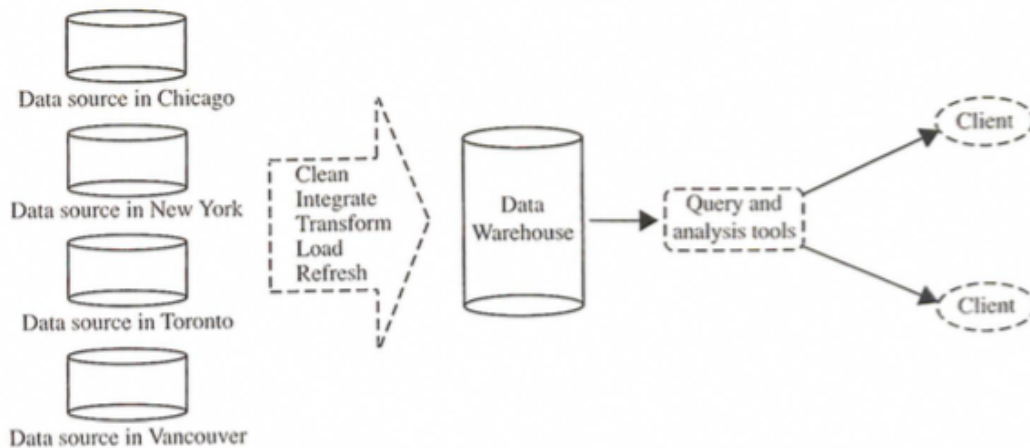 Data source in Chicago
Data source in New York
Data source in Toronto
Data source in Vancouver
Clean
Integrate
Transform
Load
Refresh
Data
Warehouse
Query and
analysis tools
Client
Client